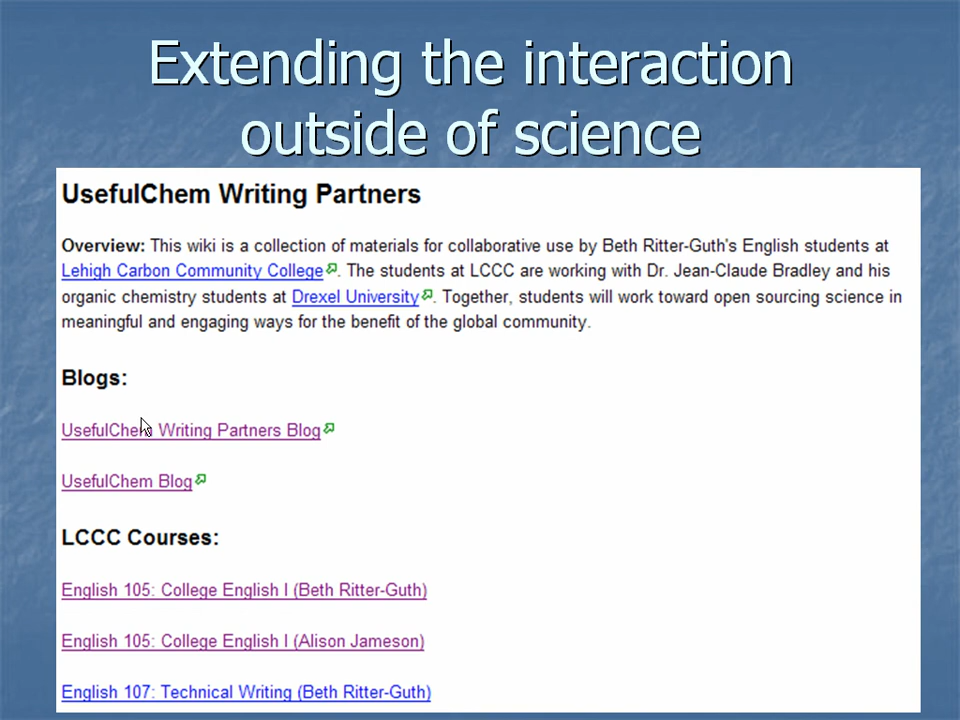 Extending the interaction
outside of science
UsefulChem Writing Partners
Overview: This wiki is a collection of materials for collaborative use by Beth Ritter-Guth's English students at
Lehigh Carbon Community College. The students at LCCC are working with Dr. Jean-Claude Bradley and his
organic chemistry students at Drexel University. Together, students will work toward open sourcing science in
meaningful and engaging ways for the benefit of the global community.
Blogs:
UsefulChem Writing Partners Blog
UsefulChem Blog
LCCC Courses:
English 105: College English I (Beth Ritter-Guth)
English 105: College English I (Alison Jameson)
English 107: Technical Writing (Beth Ritter-Guth)